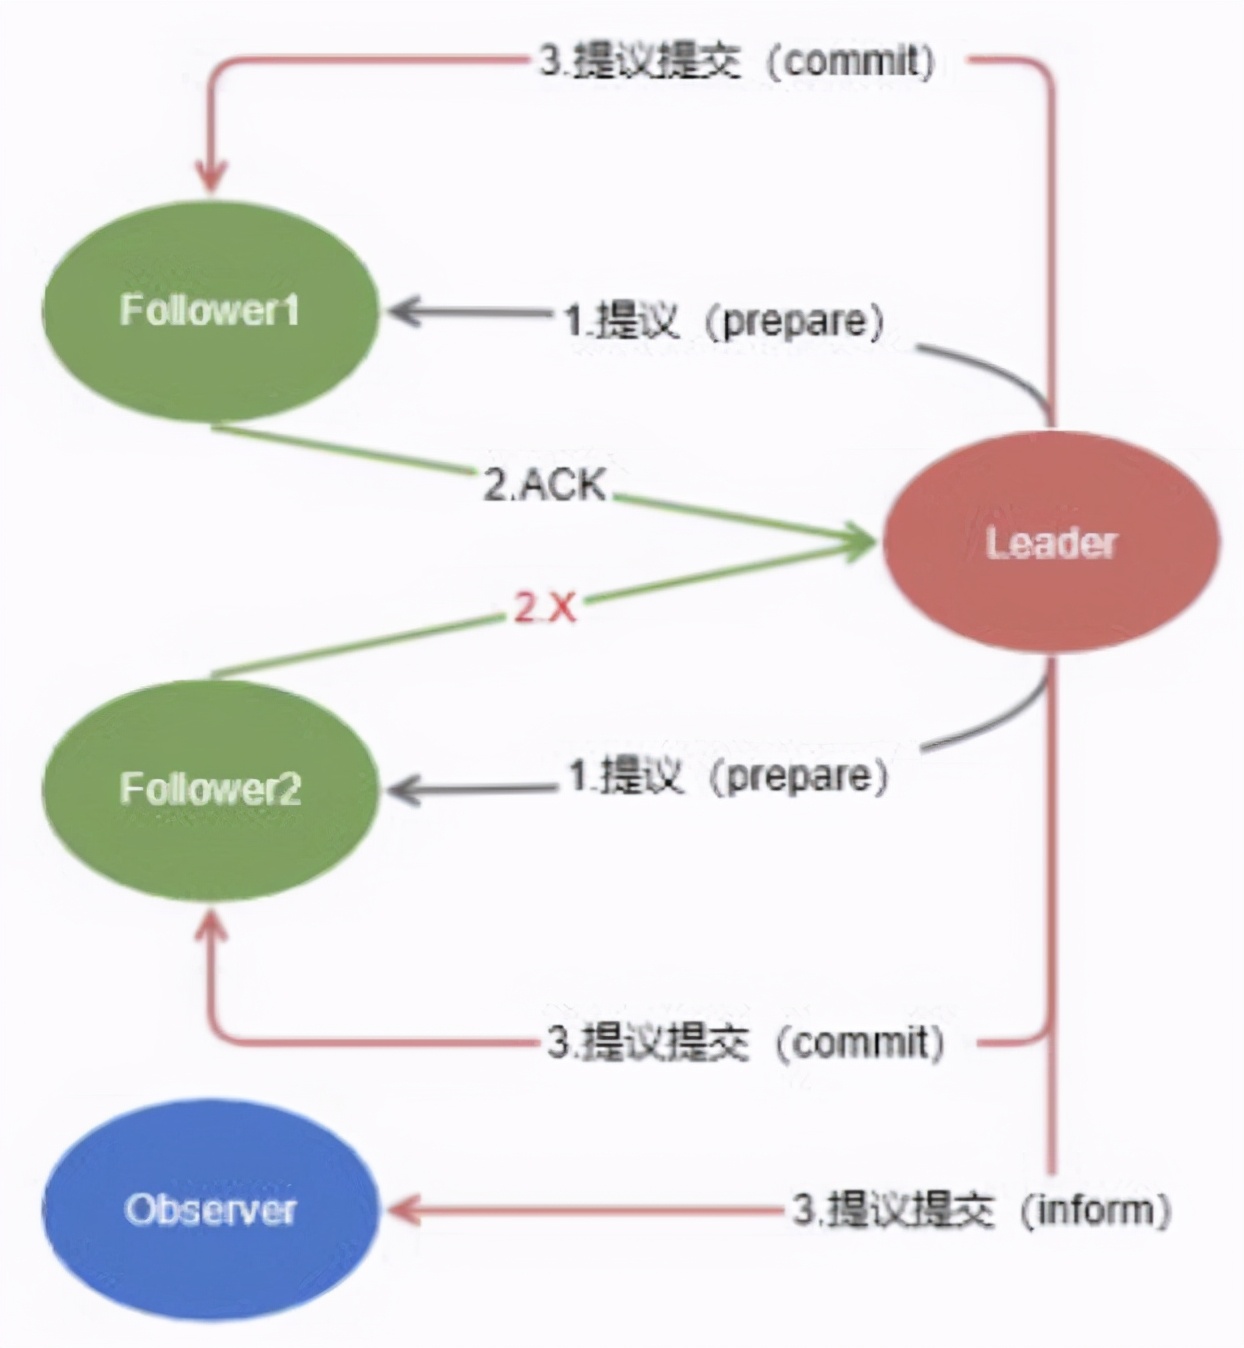 3.提议提交（commit）
Follower1
1.提议（prepare）
2.ACK
Leader
2.X
Follower2
1.提议（prepare）
3.提议提交（commit）
Observer
3.提议提交（inform）